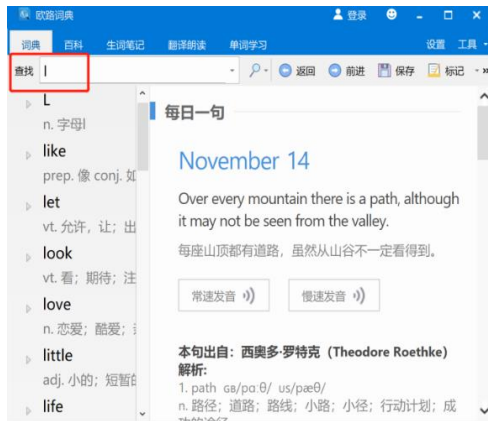 欧路词典
登录
词典 百科 生词笔记 翻译朗读 单词学习 设置 工具
查找 l 返回 前进 保存 标记
L
n. 字母l
like
prep. 像 conj. 如
let
vt. 允许，让；出
look
vt. 看；期待；注
love
n. 恋爱；酷爱；
little
adj. 小的；短暂的
life
每日一句
November 14
Over every mountain there is a path, although
it may not be seen from the valley.
每座山顶都有道路，虽然从山谷不一定看得到。
常速发音 慢速发音
本句出自：西奥多·罗特克（Theodore Roethke）
解析:
1. path GB/pɑːθ/ US/pæθ/
n. 路径；道路；路线；小路；小径；行动计划；成